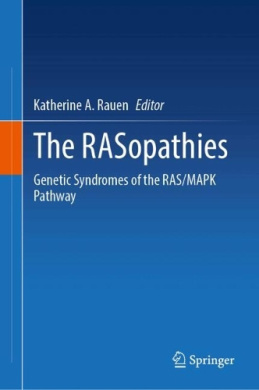 Katherine A. Rauen Editor
The RASopathies
Genetic Syndromes of the RAS/MAPK
Pathway
Springer